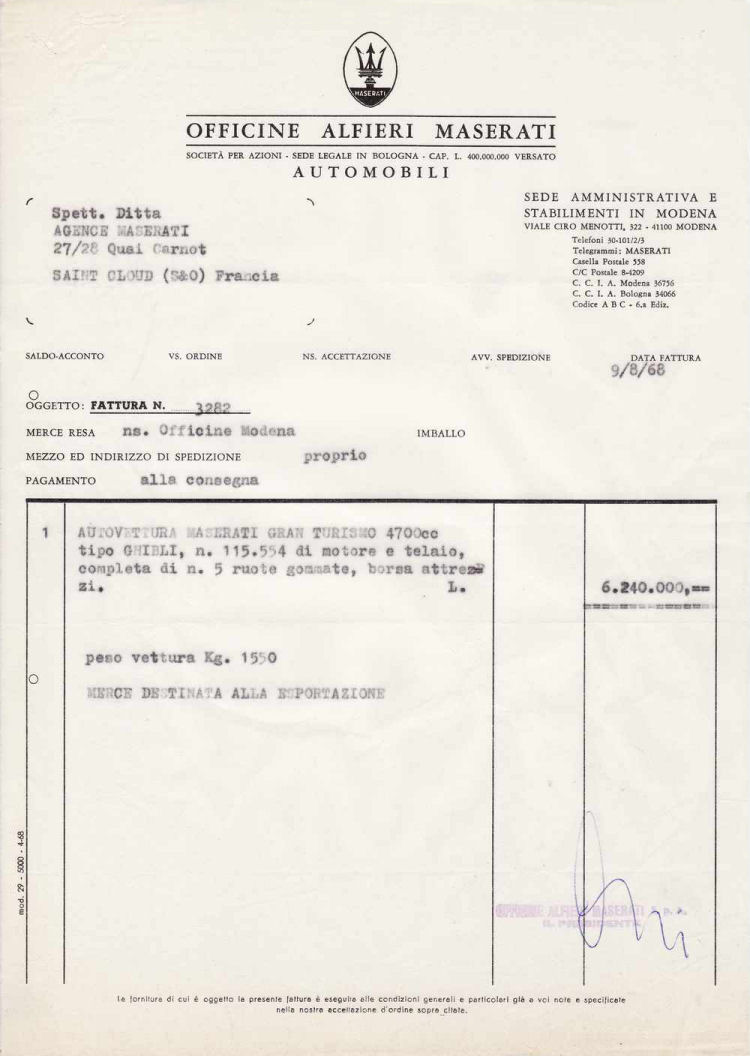 MASERATI
OFFICINE ALFIERI MASERATI
SOCIETÀ PER AZIONI - SEDE LEGALE IN BOLOGNA - CAP. L. 400.000.000 VERSATO
AUTOMOBILI
Spett. Ditta
AGENCE MASERATI
27/28 Quai Carnot
SAINT CLOUD (S&O) Francia
SEDE AMMINISTRATIVA E
STABILIMENTI IN MODENA
VIALE CIRO MENOTTI, 322 - 41100 MODENA
Telefoni 30-101/2/3
Telegrammi: MASERATI
Casella Postale 558
C/C Postale 8-4209
C. C. I. A. Modena 36756
C. C. I. A. Bologna 34066
Codice A B C - 6.a Ediz.
SALDO-ACCONTO VS. ORDINE NS. ACCETTAZIONE AVV. SPEDIZIONE DATA FATTURA
9/8/68
OGGETTO: FATTURA N. 3282
MERCE RESA ns. Officine Modena IMBALLO
MEZZO ED INDIRIZZO DI SPEDIZIONE proprio
PAGAMENTO alla consegna
1 AUTOVETTURA MASERATI GRAN TURISMO 4700cc
tipo GHIBLI, n. 115.554 di motore e telaio,
completa di n. 5 ruote gommate, borsa attrez=
zi. L. 6.240.000,==
peso vettura Kg. 1550
MERCE DESTINATA ALLA ESPORTAZIONE
mod. 29 - 5000 - 4-68
OFFICINE ALFIERI MASERATI S. p. A.
IL PRESIDENTE
La fornitura di cui è oggetto la presente fattura è eseguita alle condizioni generali e particolari già a voi note e specificate
nella nostra accettazione d'ordine sopra citata.